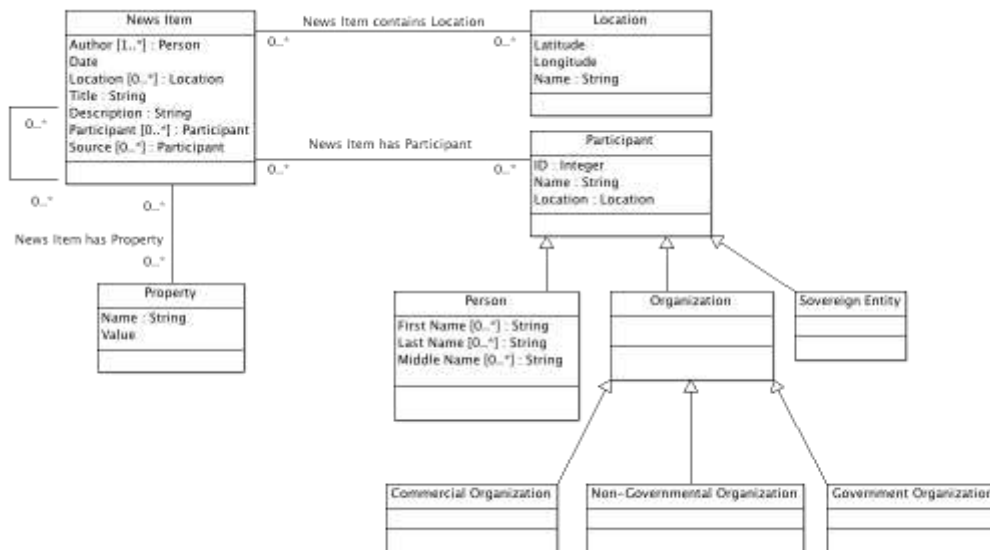 News Item
Author [1..*] : Person
Date
Location [0..*] : Location
Title : String
Description : String
Participant [0..*] : Participant
Source [0..*] : Participant
News Item contains Location
0..*
0..*
Location
Latitude
Longitude
Name : String
0..*
0..*
News Item has Participant
0..*
0..*
Participant
ID : Integer
Name : String
Location : Location
0..*
News Item has Property
0..*
Property
Name : String
Value
Person
First Name [0..*] : String
Last Name [0..*] : String
Middle Name [0..*] : String
Organization
Sovereign Entity
Commercial Organization
Non-Governmental Organization
Government Organization